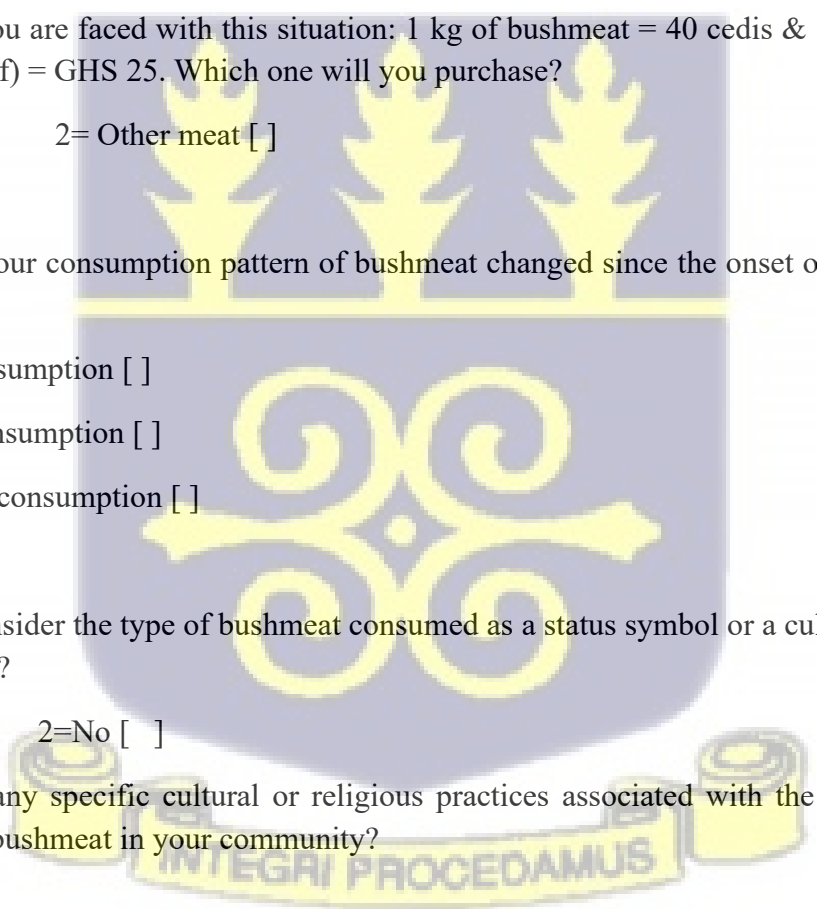 ou are faced with this situation: 1 kg of bushmeat = 40 cedis &
f) = GHS 25. Which one will you purchase?
2= Other meat [ ]
our consumption pattern of bushmeat changed since the onset o
sumption [ ]
nsumption [ ]
consumption [ ]
nsider the type of bushmeat consumed as a status symbol or a cul
?
2=No [ ]
any specific cultural or religious practices associated with the
bushmeat in your community?
INTEGRI PROCEDAMUS